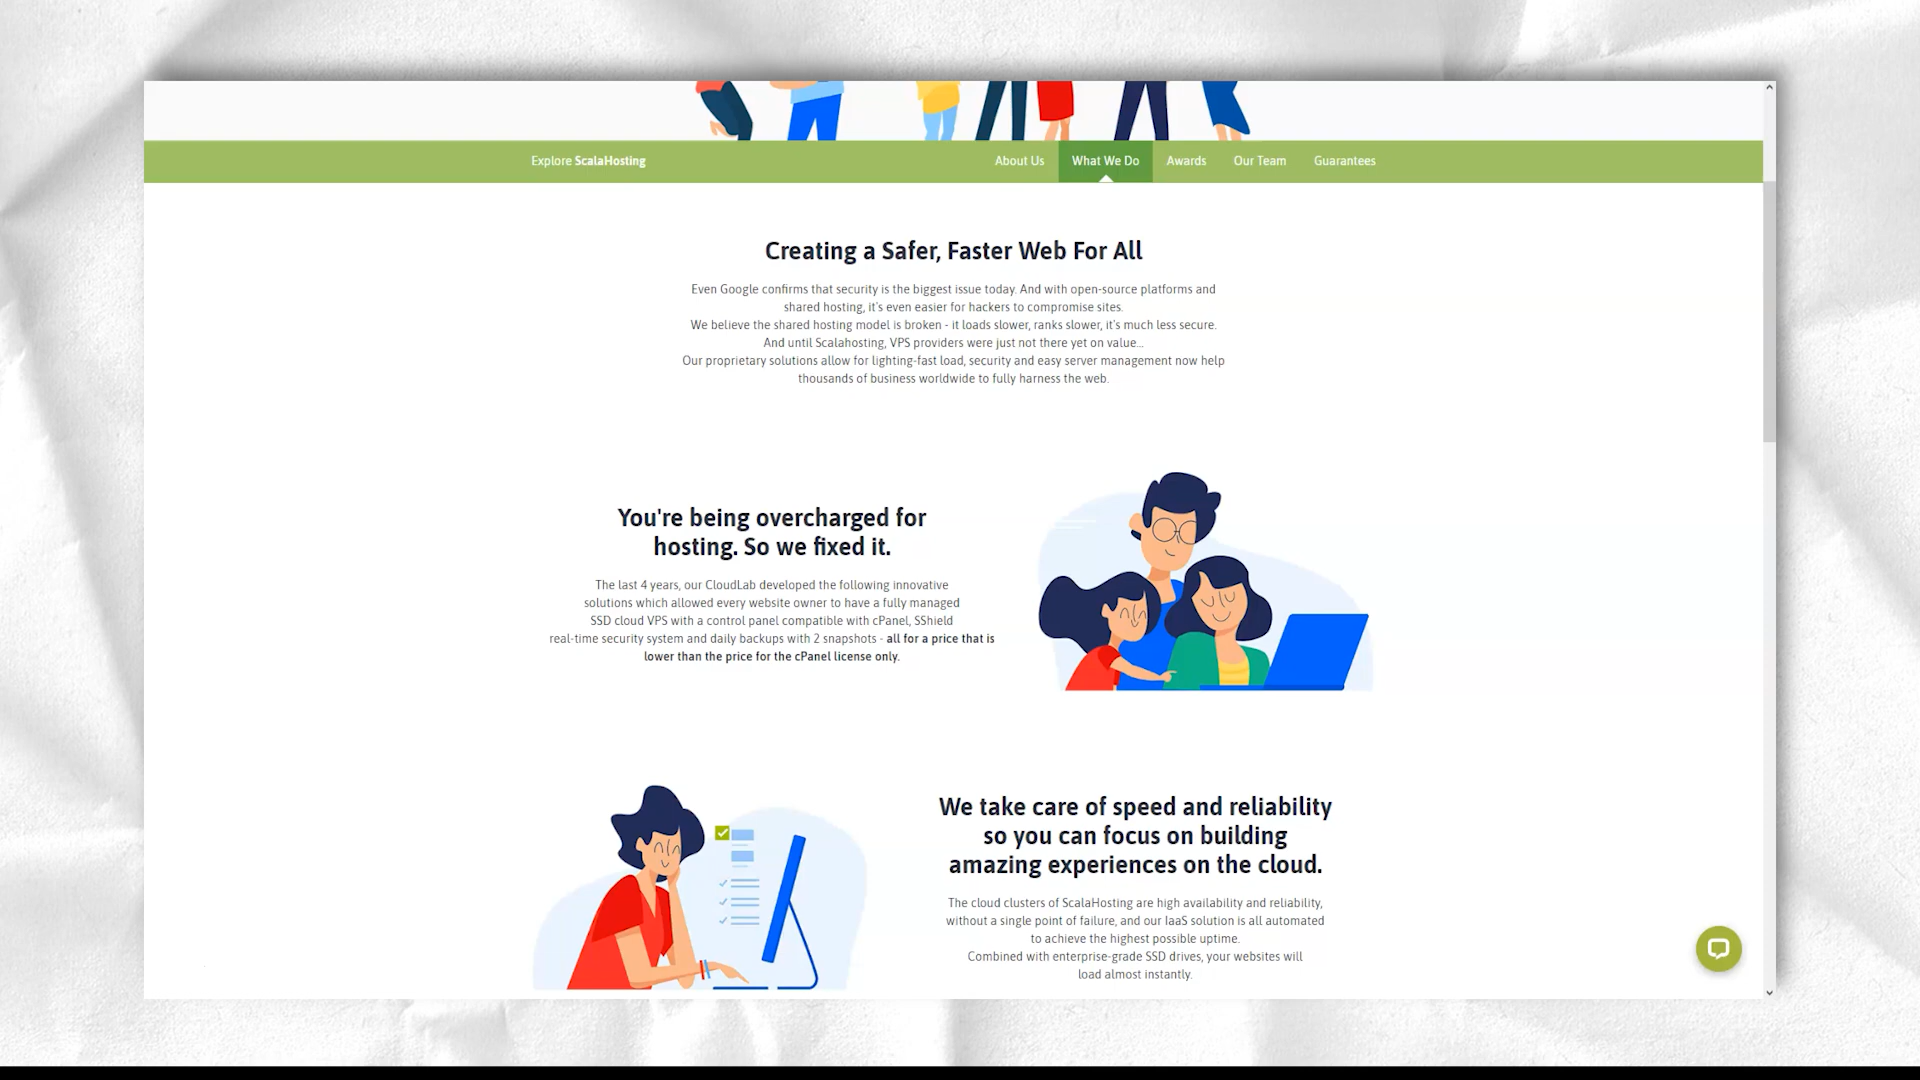 Explore ScalaHosting
About Us
What We Do
Awards
Our Team
Guarantees
Creating a Safer, Faster Web For All
Even Google confirms that security is the biggest issue today. And with open-source platforms and
shared hosting, it's even easier for hackers to compromise sites.
We believe the shared hosting model is broken - it loads slower, ranks slower, it's much less secure.
And until Scalahosting, VPS providers were just not there yet on value...
Our proprietary solutions allow for lighting-fast load, security and easy server management now help
thousands of business worldwide to fully harness the web.
You're being overcharged for
hosting. So we fixed it.
The last 4 years, our CloudLab developed the following innovative
solutions which allowed every website owner to have a fully managed
SSD cloud VPS with a control panel compatible with cPanel, SShield
real-time security system and daily backups with 2 snapshots - all for a price that is
lower than the price for the cPanel license only.
We take care of speed and reliability
so you can focus on building
amazing experiences on the cloud.
The cloud clusters of ScalaHosting are high availability and reliability,
without a single point of failure, and our IaaS solution is all automated
to achieve the highest possible uptime.
Combined with enterprise-grade SSD drives, your websites will
load almost instantly.